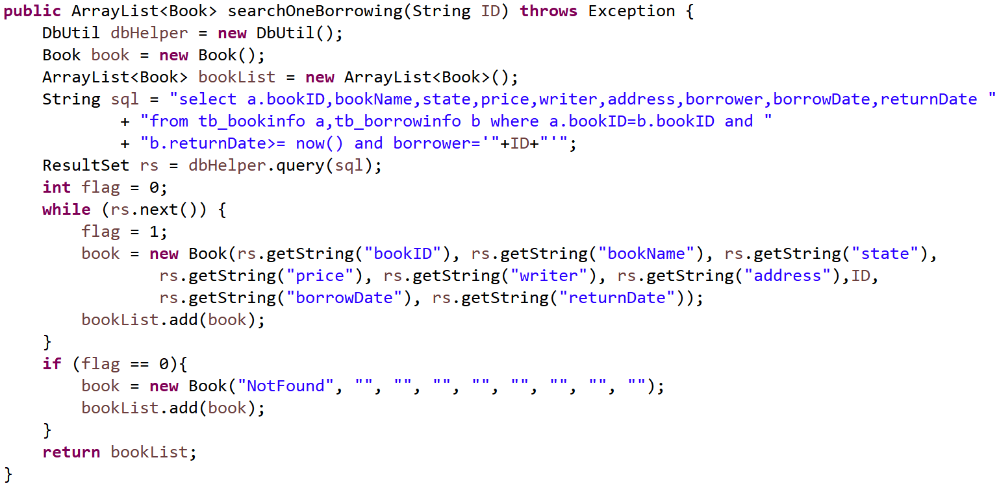 public ArrayList<Book> searchOneBorrowing(String ID) throws Exception {
    DbUtil dbHelper = new DbUtil();
    Book book = new Book();
    ArrayList<Book> bookList = new ArrayList<Book>();
    String sql = "select a.bookID,bookName,state,price,writer,address,borrower,borrowDate,returnDate "
            + "from tb_bookinfo a,tb_borrowinfo b where a.bookID=b.bookID and "
            + "b.returnDate>= now() and borrower='"+ID+"'";
    ResultSet rs = dbHelper.query(sql);
    int flag = 0;
    while (rs.next()) {
        flag = 1;
        book = new Book(rs.getString("bookID"), rs.getString("bookName"), rs.getString("state"),
                rs.getString("price"), rs.getString("writer"), rs.getString("address"),ID,
                rs.getString("borrowDate"), rs.getString("returnDate"));
        bookList.add(book);
    }
    if (flag == 0){
        book = new Book("NotFound", "", "", "", "", "", "", "", "");
        bookList.add(book);
    }
    return bookList;
}